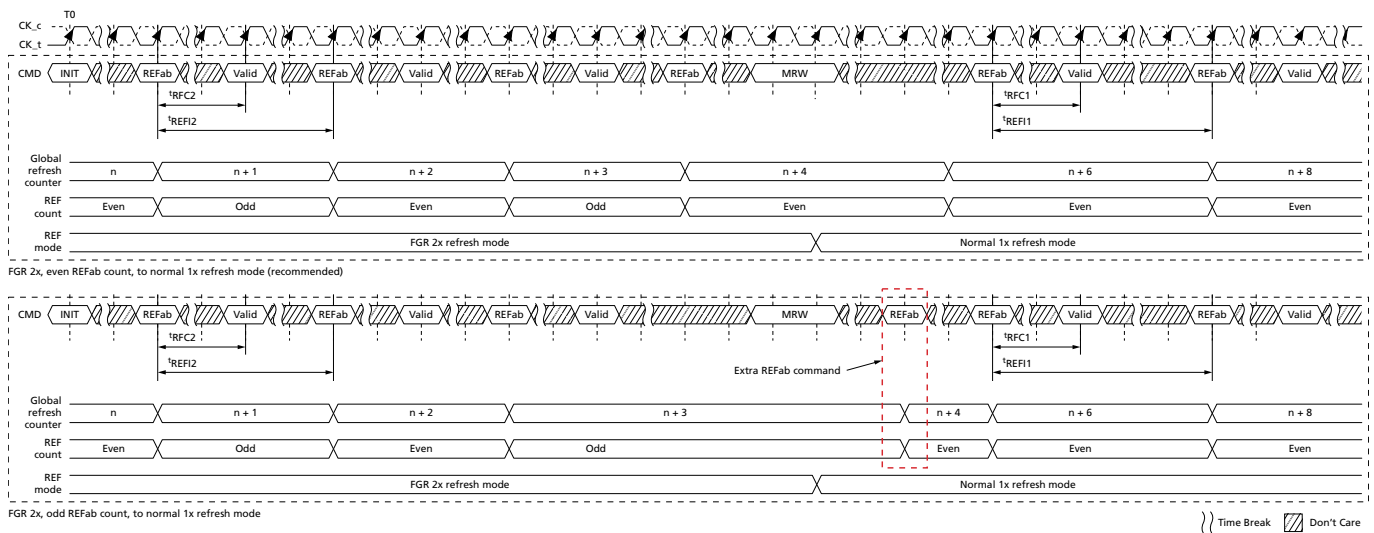 T0
CK_c
CK_t
CMD INIT REFab Valid REFab Valid REFab Valid REFab MRW REFab Valid REFab Valid
tRFC2 tRFC1
tREFI2 tREFI1
Global
refresh
counter
n n + 1 n + 2 n + 3 n + 4 n + 6 n + 8
REF
count
Even Odd Even Odd Even Even Even
REF
mode
FGR 2x refresh mode Normal 1x refresh mode
FGR 2x, even REFab count, to normal 1x refresh mode (recommended)
CMD INIT REFab Valid REFab Valid REFab Valid MRW REFab REFab Valid REFab Valid
tRFC2 tRFC1
tREFI2 Extra REFab command tREFI1
Global
refresh
counter
n n + 1 n + 2 n + 3 n + 4 n + 6 n + 8
REF
count
Even Odd Even Odd Even Even Even
REF
mode
FGR 2x refresh mode Normal 1x refresh mode
FGR 2x, odd REFab count, to normal 1x refresh mode
Time Break Don't Care